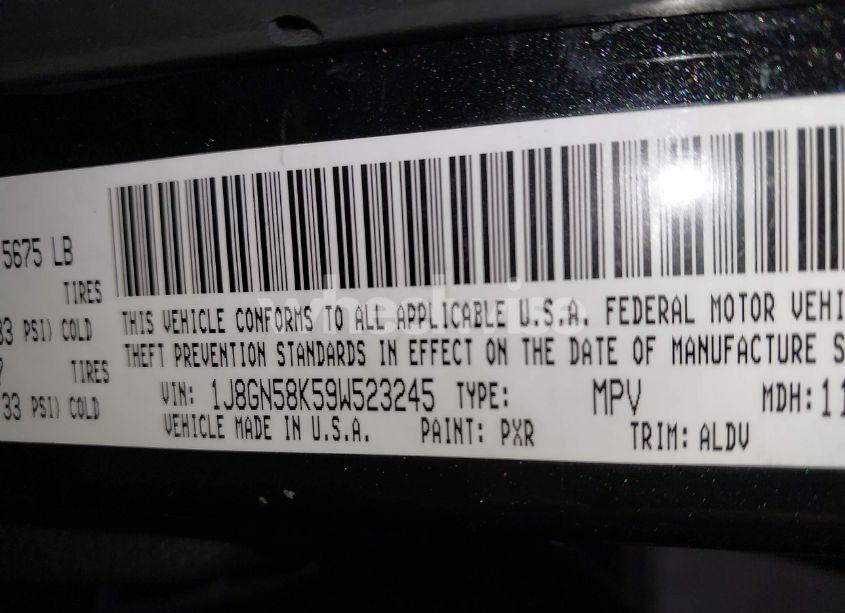 5675 LB
TIRES
33 PSI) COLD
TIRES
33 PSI) COLD
THIS VEHICLE CONFORMS TO ALL APPLICABLE U.S.A. FEDERAL MOTOR VEHI
THEFT PREVENTION STANDARDS IN EFFECT ON THE DATE OF MANUFACTURE S
VIN: 1J8GN58K59W523245 TYPE: MPV MDH: 11
VEHICLE MADE IN U.S.A. PAINT: PXR TRIM: ALDV